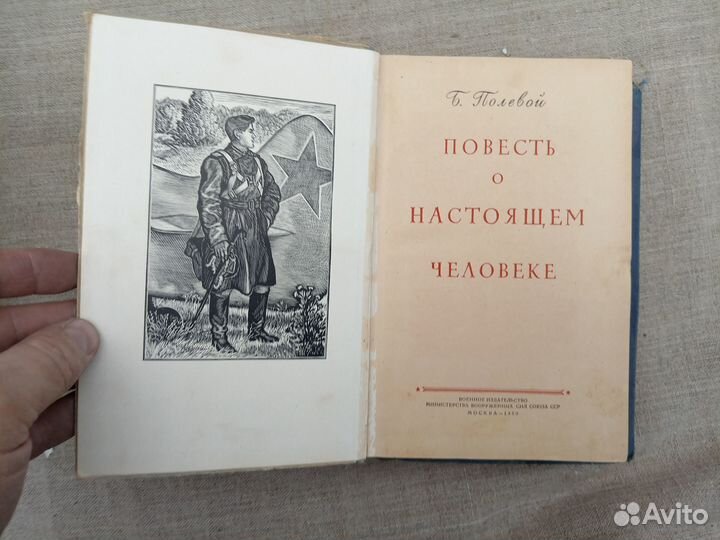 Б. Полевой
ПОВЕСТЬ
О
НАСТОЯЩЕМ
ЧЕЛОВЕКЕ
ВОЕННОЕ ИЗДАТЕЛЬСТВО
МИНИСТЕРСТВА ВООРУЖЕННЫХ СИЛ СОЮЗА ССР
МОСКВА —
Avito